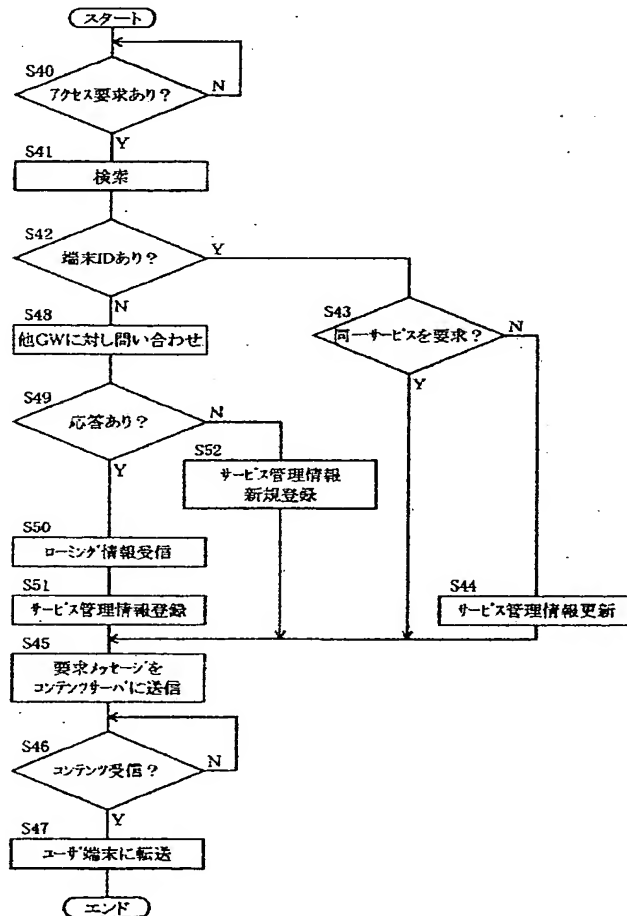 スタート
S40
アクセス要求あり?
N
Y
S41
検索
S42
端末IDあり?
Y
N
S43
同一サービスを要求?
N
Y
S48
他GWに対し問い合わせ
S49
応答あり?
N
Y
S52
サービス管理情報
新規登録
S50
ローミング情報受信
S51
サービス管理情報登録
S44
サービス管理情報更新
S45
要求メッセージを
コンテンツサーバに送信
S46
コンテンツ受信?
N
Y
S47
ユーザ端末に転送
エンド